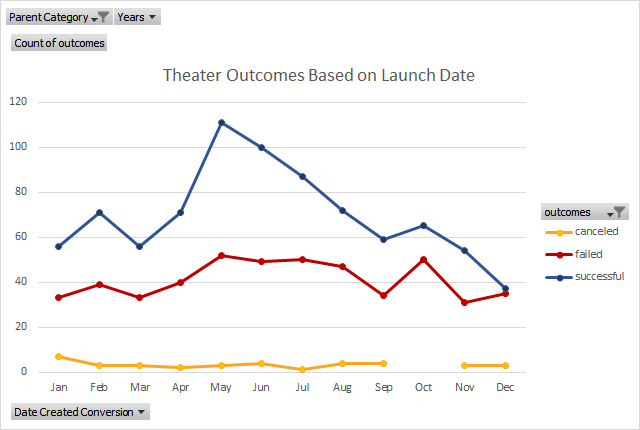 Parent Category Years
Count of outcomes
Theater Outcomes Based on Launch Date
120
100
80
60
40
20
0
Jan Feb Mar Apr May Jun Jul Aug Sep Oct Nov Dec
outcomes
canceled
failed
successful
Date Created Conversion